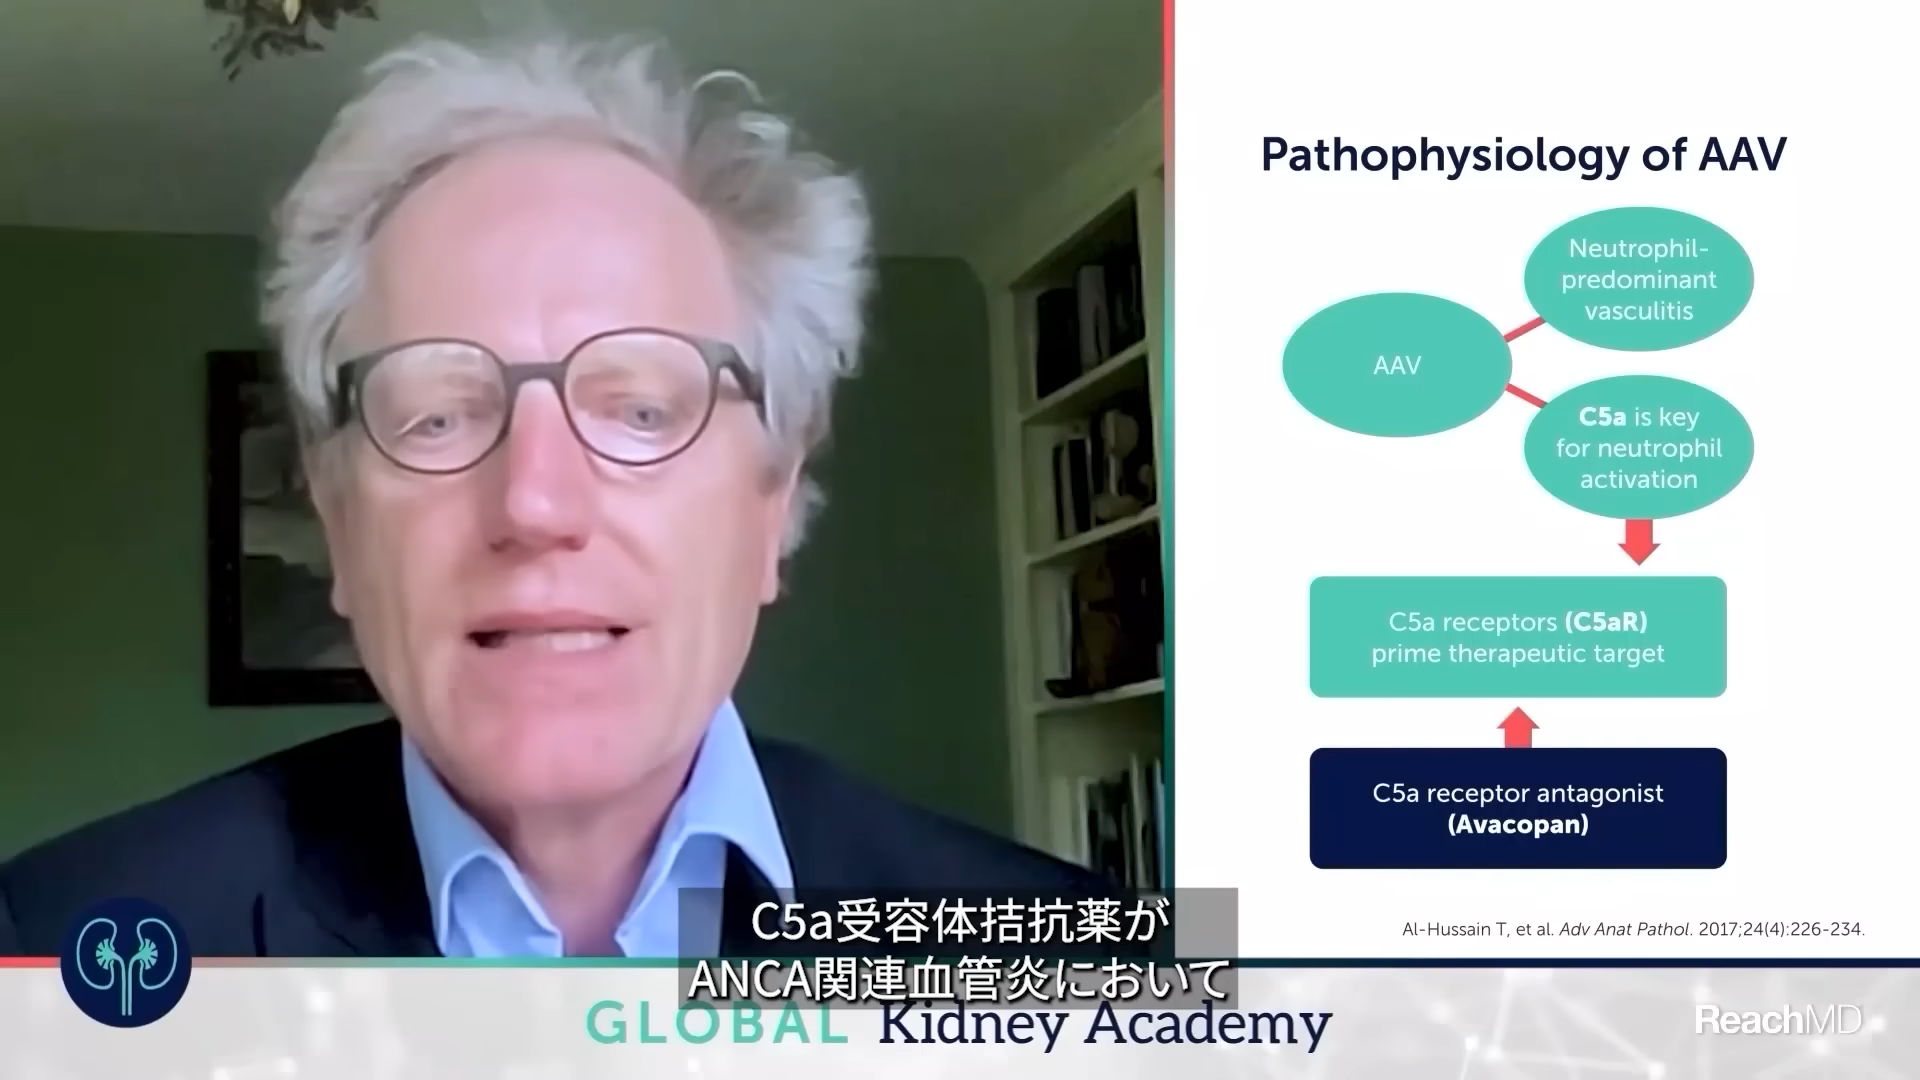 Pathophysiology of AAV
Neutrophil-
predominant
vasculitis
AAV
C5a is key
for neutrophil
activation
C5a receptors (C5aR)
prime therapeutic target
C5a receptor antagonist
(Avacopan)
Al-Hussain T, et al. Adv Anat Pathol. 2017;24(4):226-234.
C5a受容体拮抗薬が
ANCA関連血管炎において
GLOBAL Kidney Academy
ReachMD